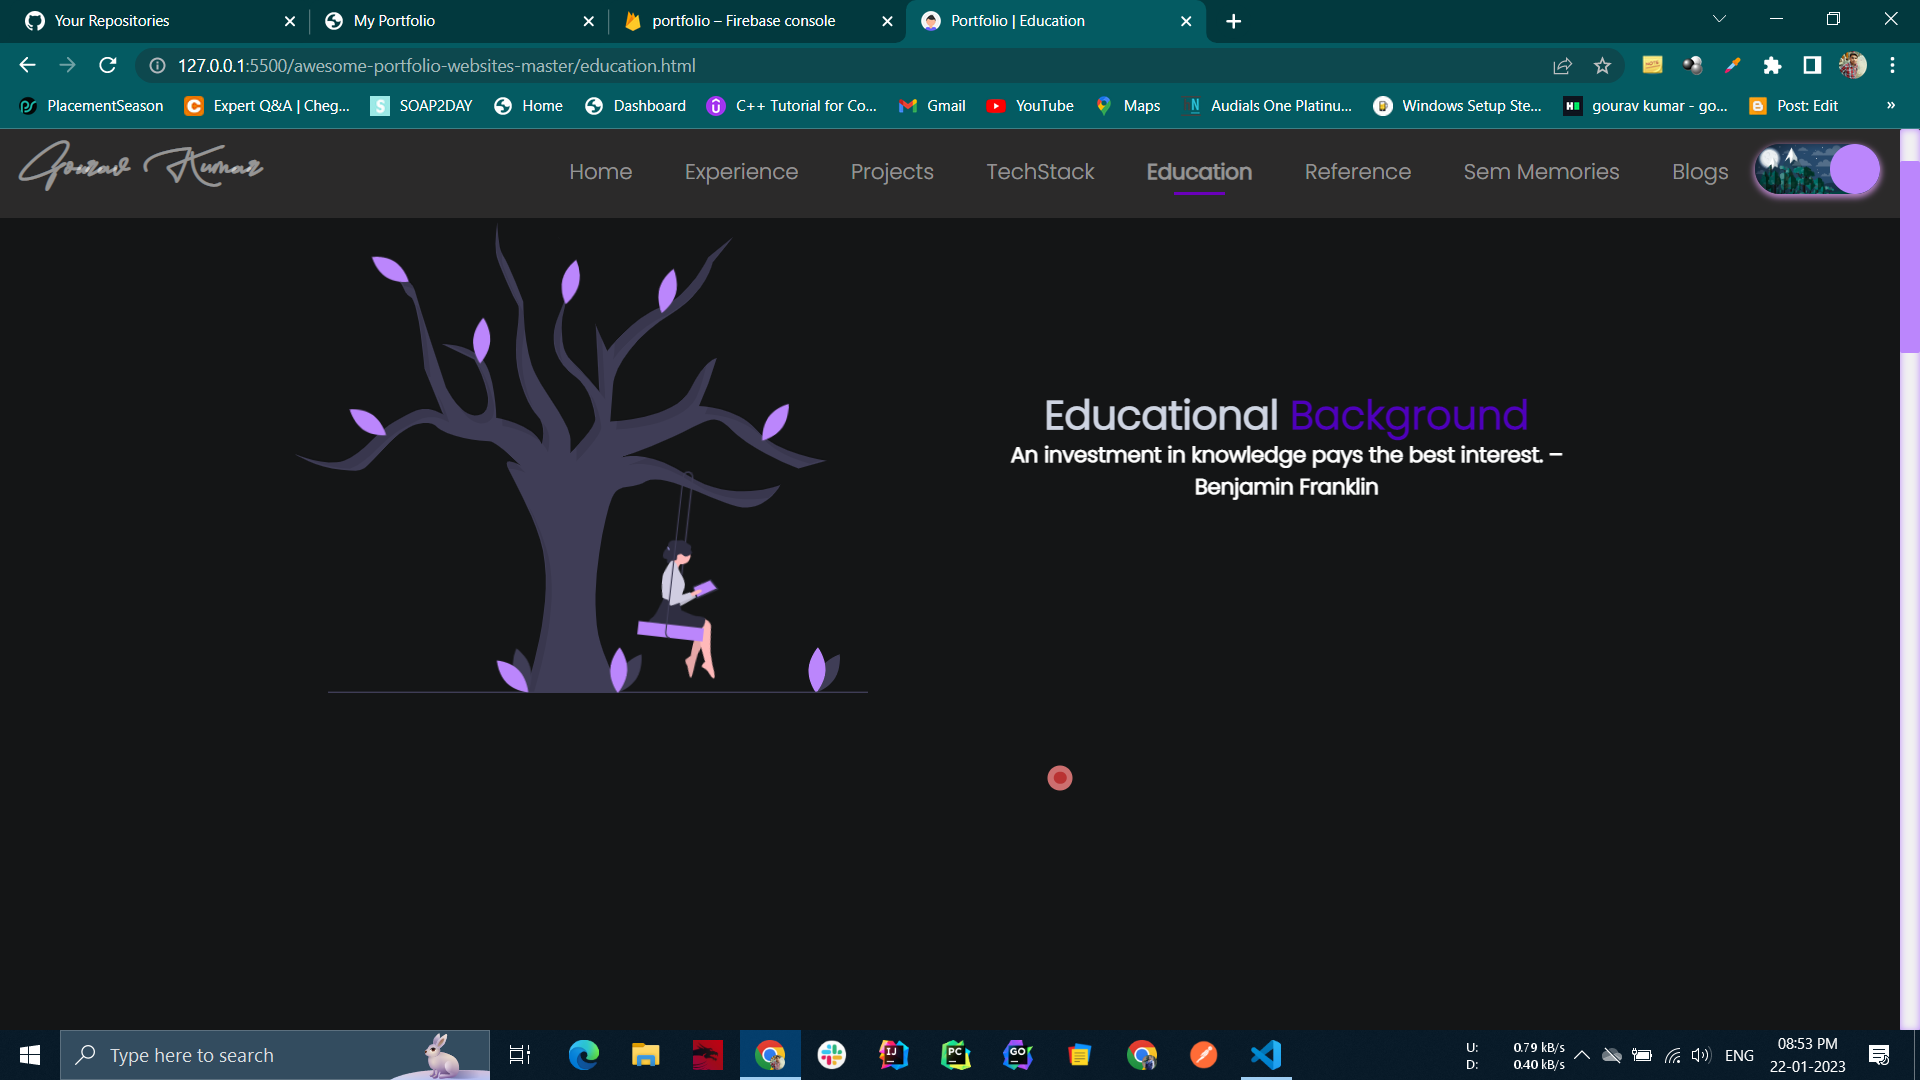 Your Repositories
My Portfolio
portfolio – Firebase console
Portfolio | Education
127.0.0.1:5500/awesome-portfolio-websites-master/education.html
PlacementSeason
Expert Q&A | Cheg...
SOAP2DAY
Home
Dashboard
C++ Tutorial for Co...
Gmail
YouTube
Maps
Audials One Platinu...
Windows Setup Ste...
gourav kumar - go...
Post: Edit
»
Gourav Kumar
Home
Experience
Projects
TechStack
Education
Reference
Sem Memories
Blogs
Educational Background
An investment in knowledge pays the best interest. –
Benjamin Franklin
Type here to search
U: 0.79 kB/s
D: 0.40 kB/s
ENG
08:53 PM
22-01-2023